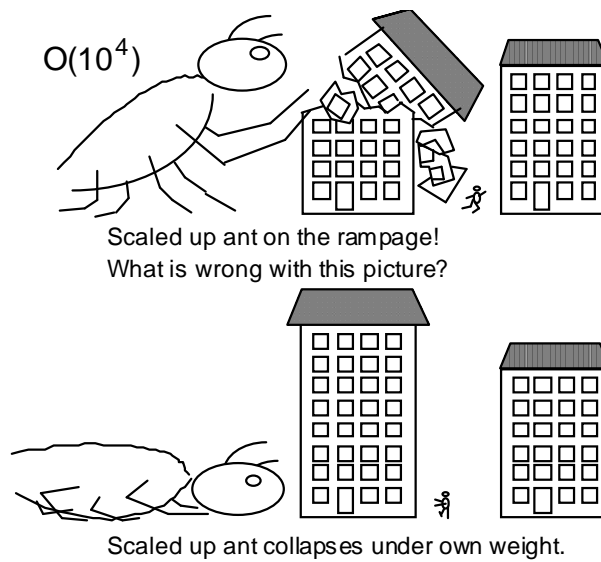 O(10⁴)
Scaled up ant on the rampage!
What is wrong with this picture?
Scaled up ant collapses under own weight.